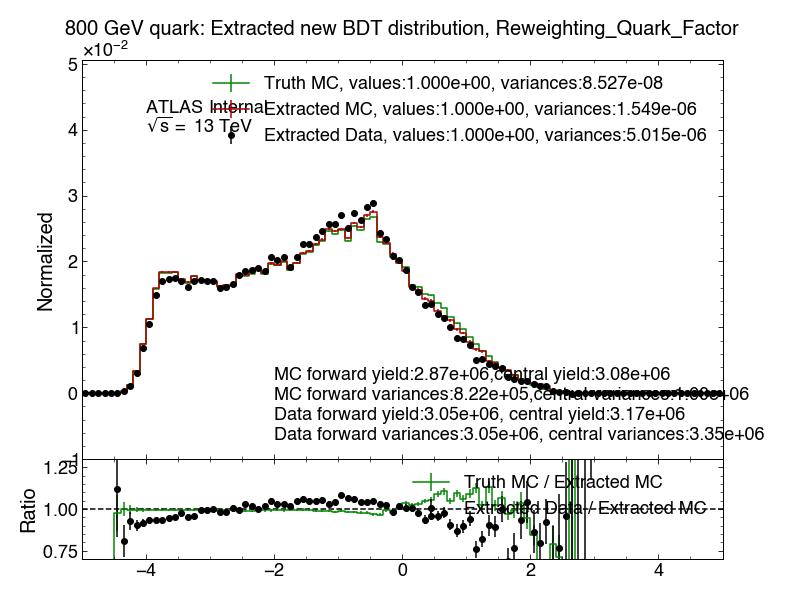 800 GeV quark: Extracted new BDT distribution, Reweighting_Quark_Factor
×10⁻²
5
4
3
2
1
0
Normalized
Truth MC, values:1.000e+00, variances:8.527e-08
ATLAS Internal
Extracted MC, values:1.000e+00, variances:1.549e-06
√s = 13 TeV
Extracted Data, values:1.000e+00, variances:5.015e-06
MC forward yield:2.87e+06,central yield:3.08e+06
MC forward variances:8.22e+05,central variances:
Data forward yield:3.05e+06, central yield:3.17e+06
Data forward variances:3.05e+06, central variances:3.35e+06
1.25
1.00
0.75
Ratio
Truth MC / Extracted MC
Extracted Data / Extracted MC
−4
−2
0
2
4